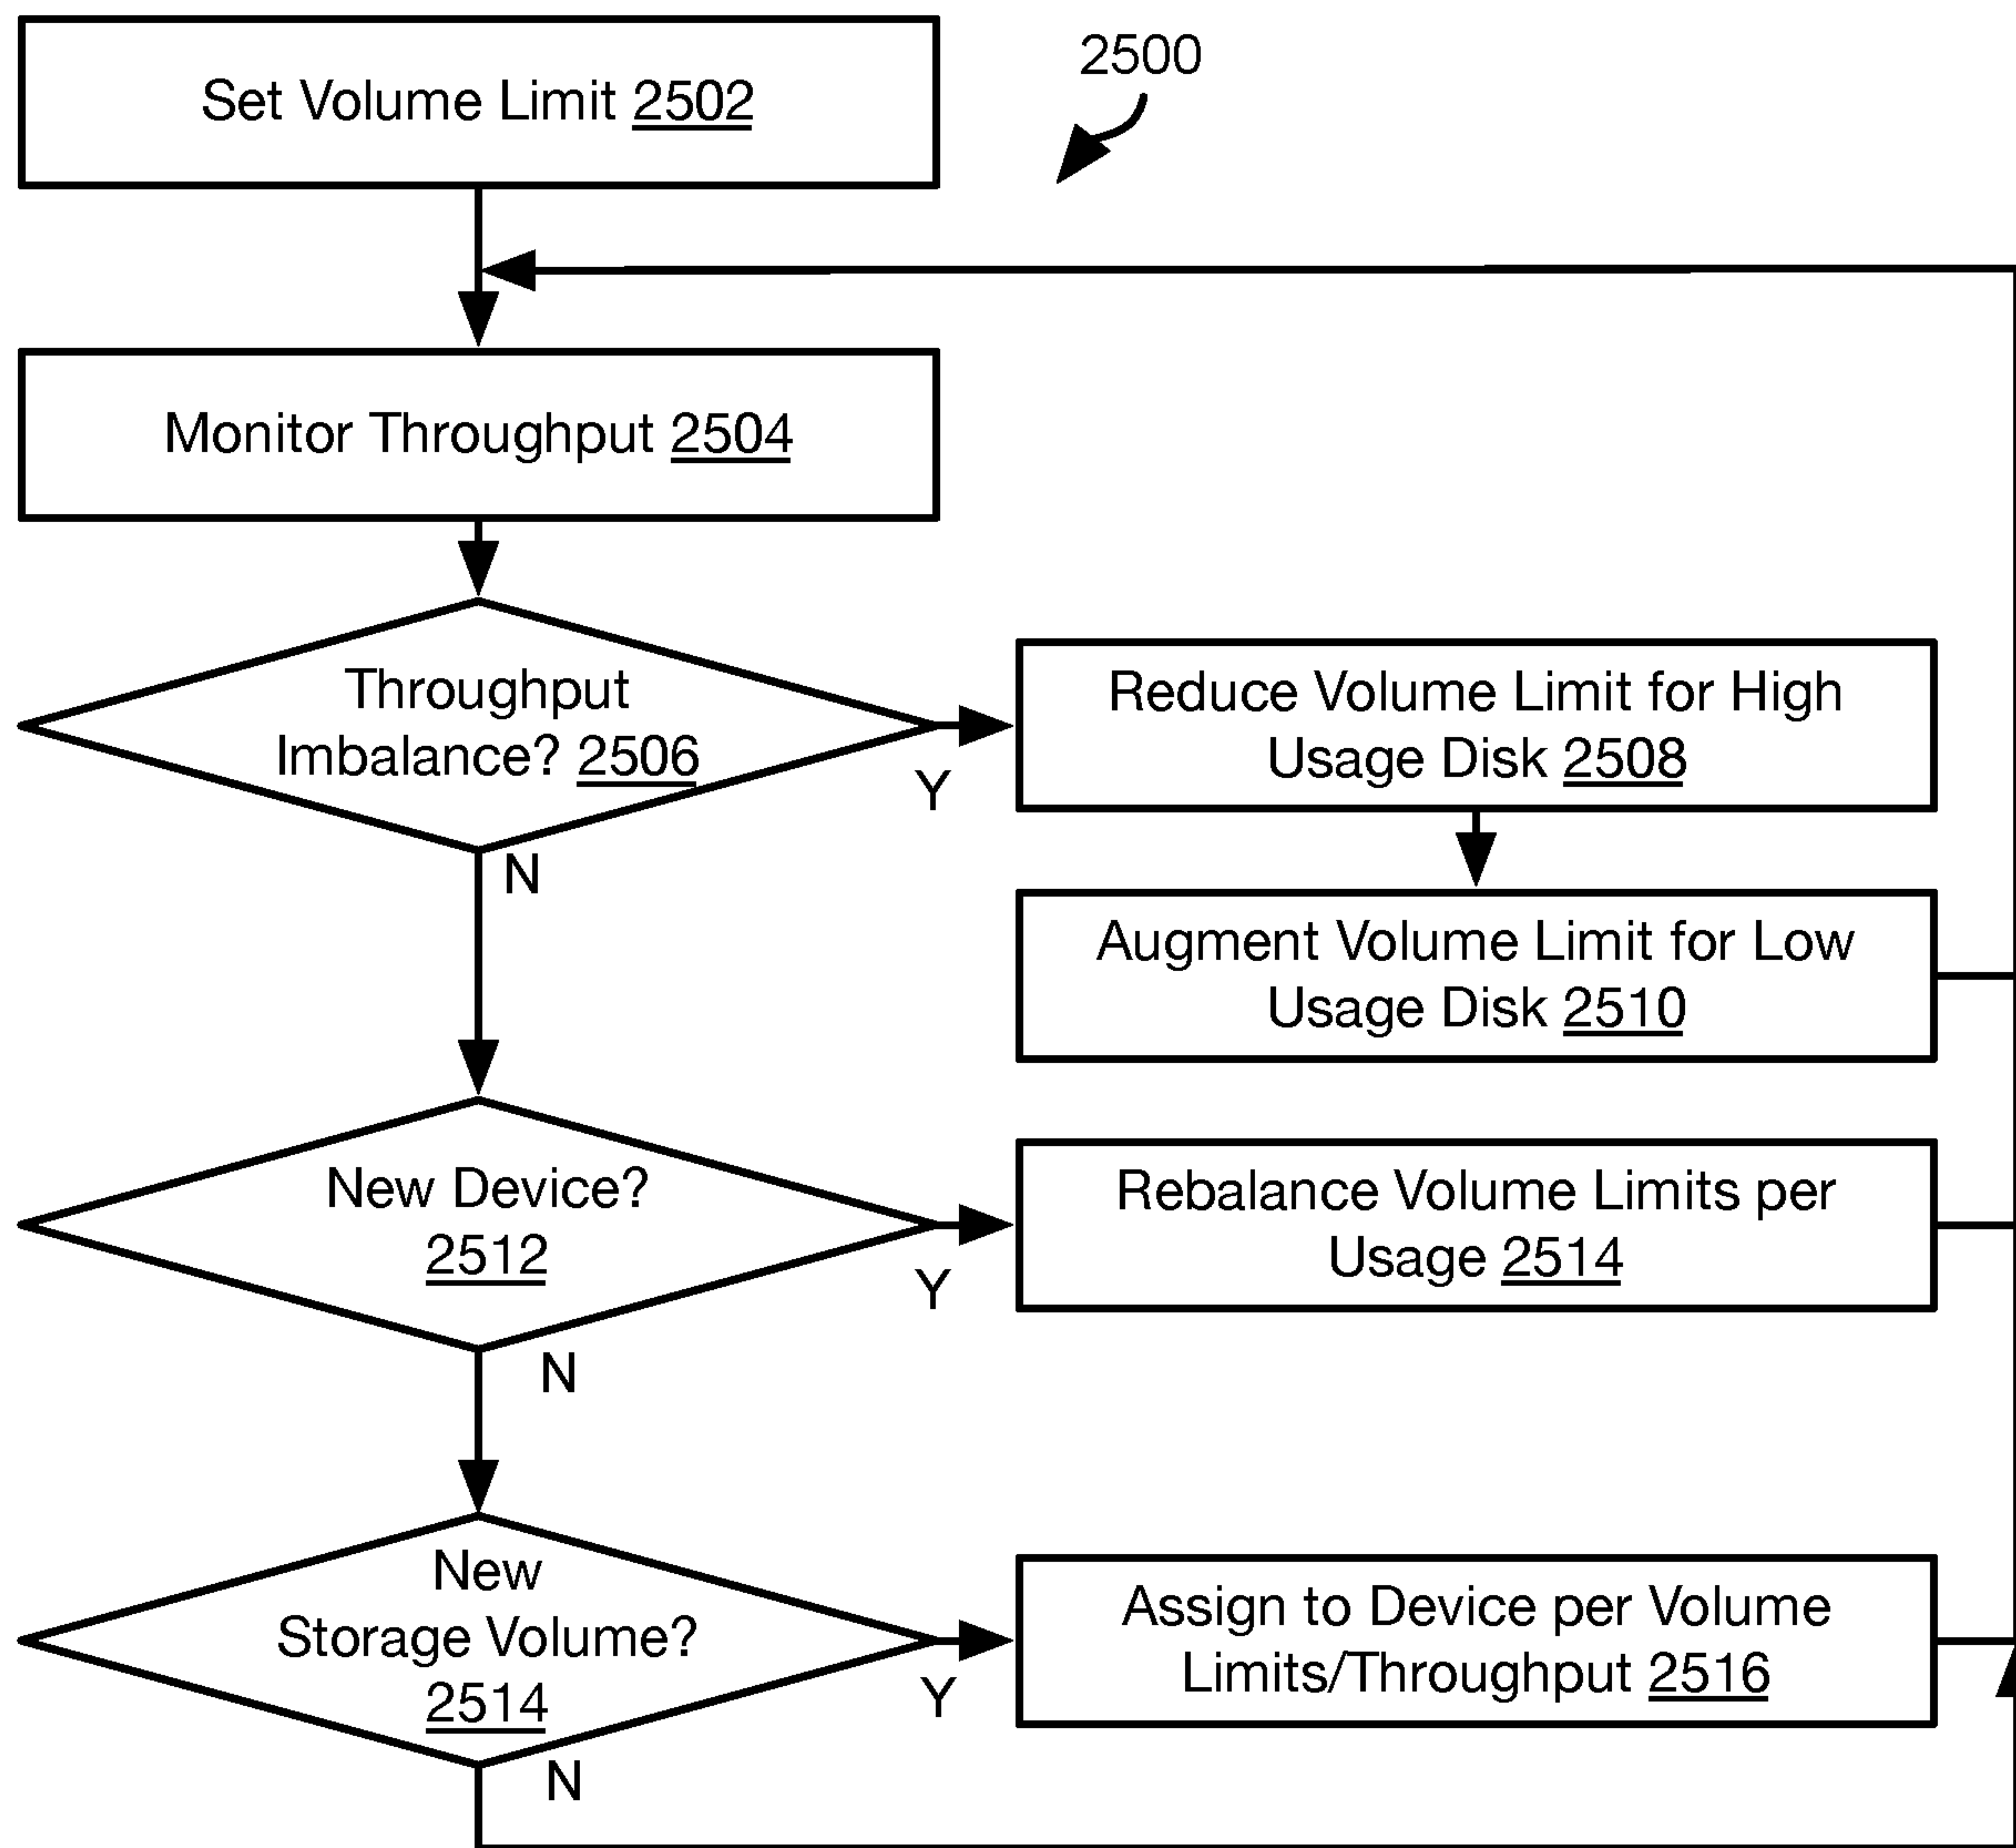 Set Volume Limit 2502
2500
Monitor Throughput 2504
Throughput
Imbalance? 2506
Y
N
Reduce Volume Limit for High
Usage Disk 2508
Augment Volume Limit for Low
Usage Disk 2510
New Device?
2512
Y
N
Rebalance Volume Limits per
Usage 2514
New
Storage Volume?
2514
Y
N
Assign to Device per Volume
Limits/Throughput 2516